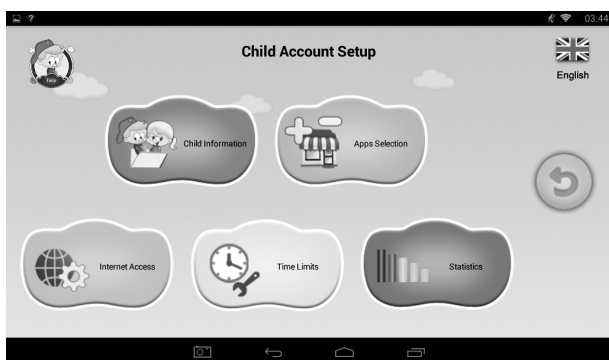 03:44
Child Account Setup
English
Child Information
Apps Selection
Internet Access
Time Limits
Statistics